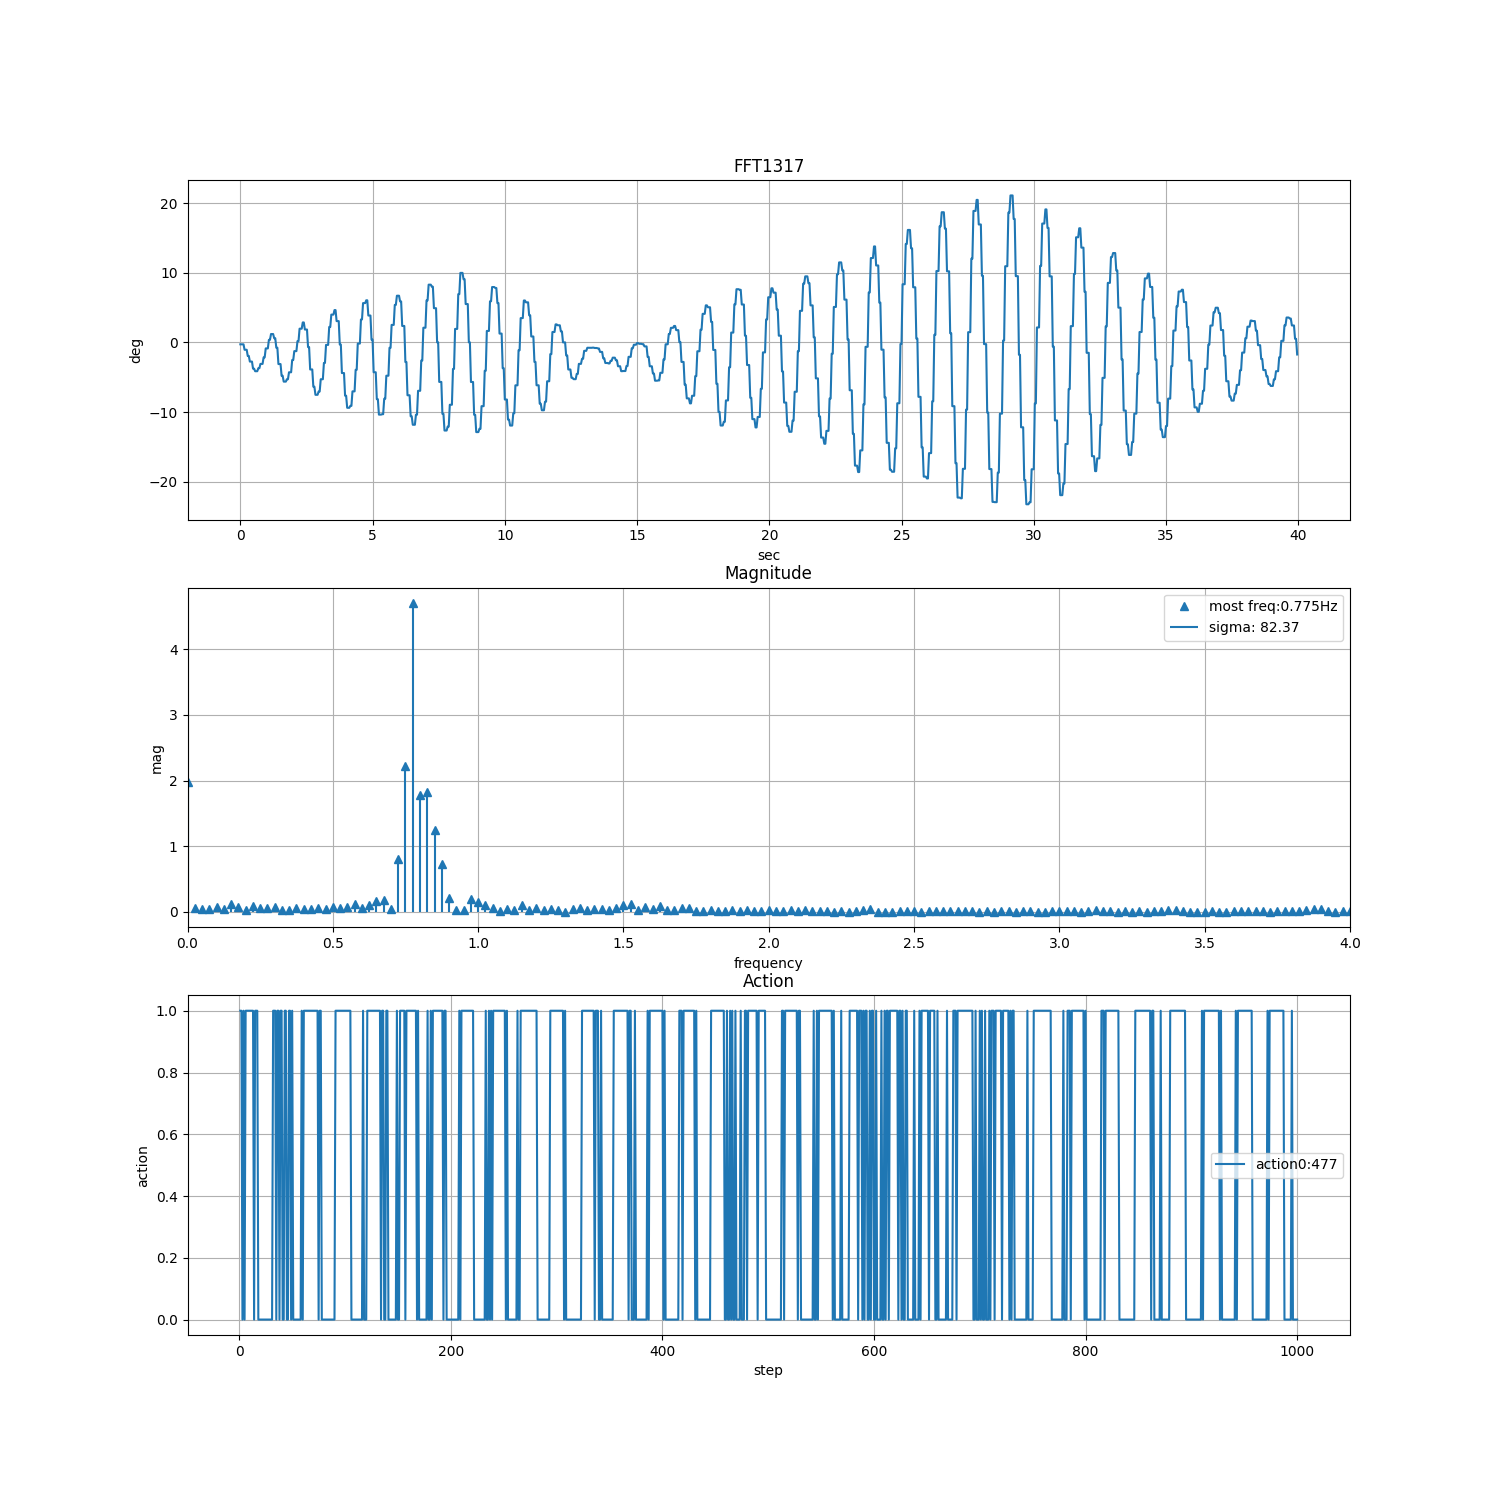 FFT1317
20
10
0
−10
−20
deg
0 5 10 15 20 25 30 35 40
sec
Magnitude
most freq:0.775Hz
sigma: 82.37
4
3
2
1
0
mag
0.0 0.5 1.0 1.5 2.0 2.5 3.0 3.5 4.0
frequency
Action
1.0
0.8
0.6
0.4
0.2
0.0
action
action0:477
0 200 400 600 800 1000
step